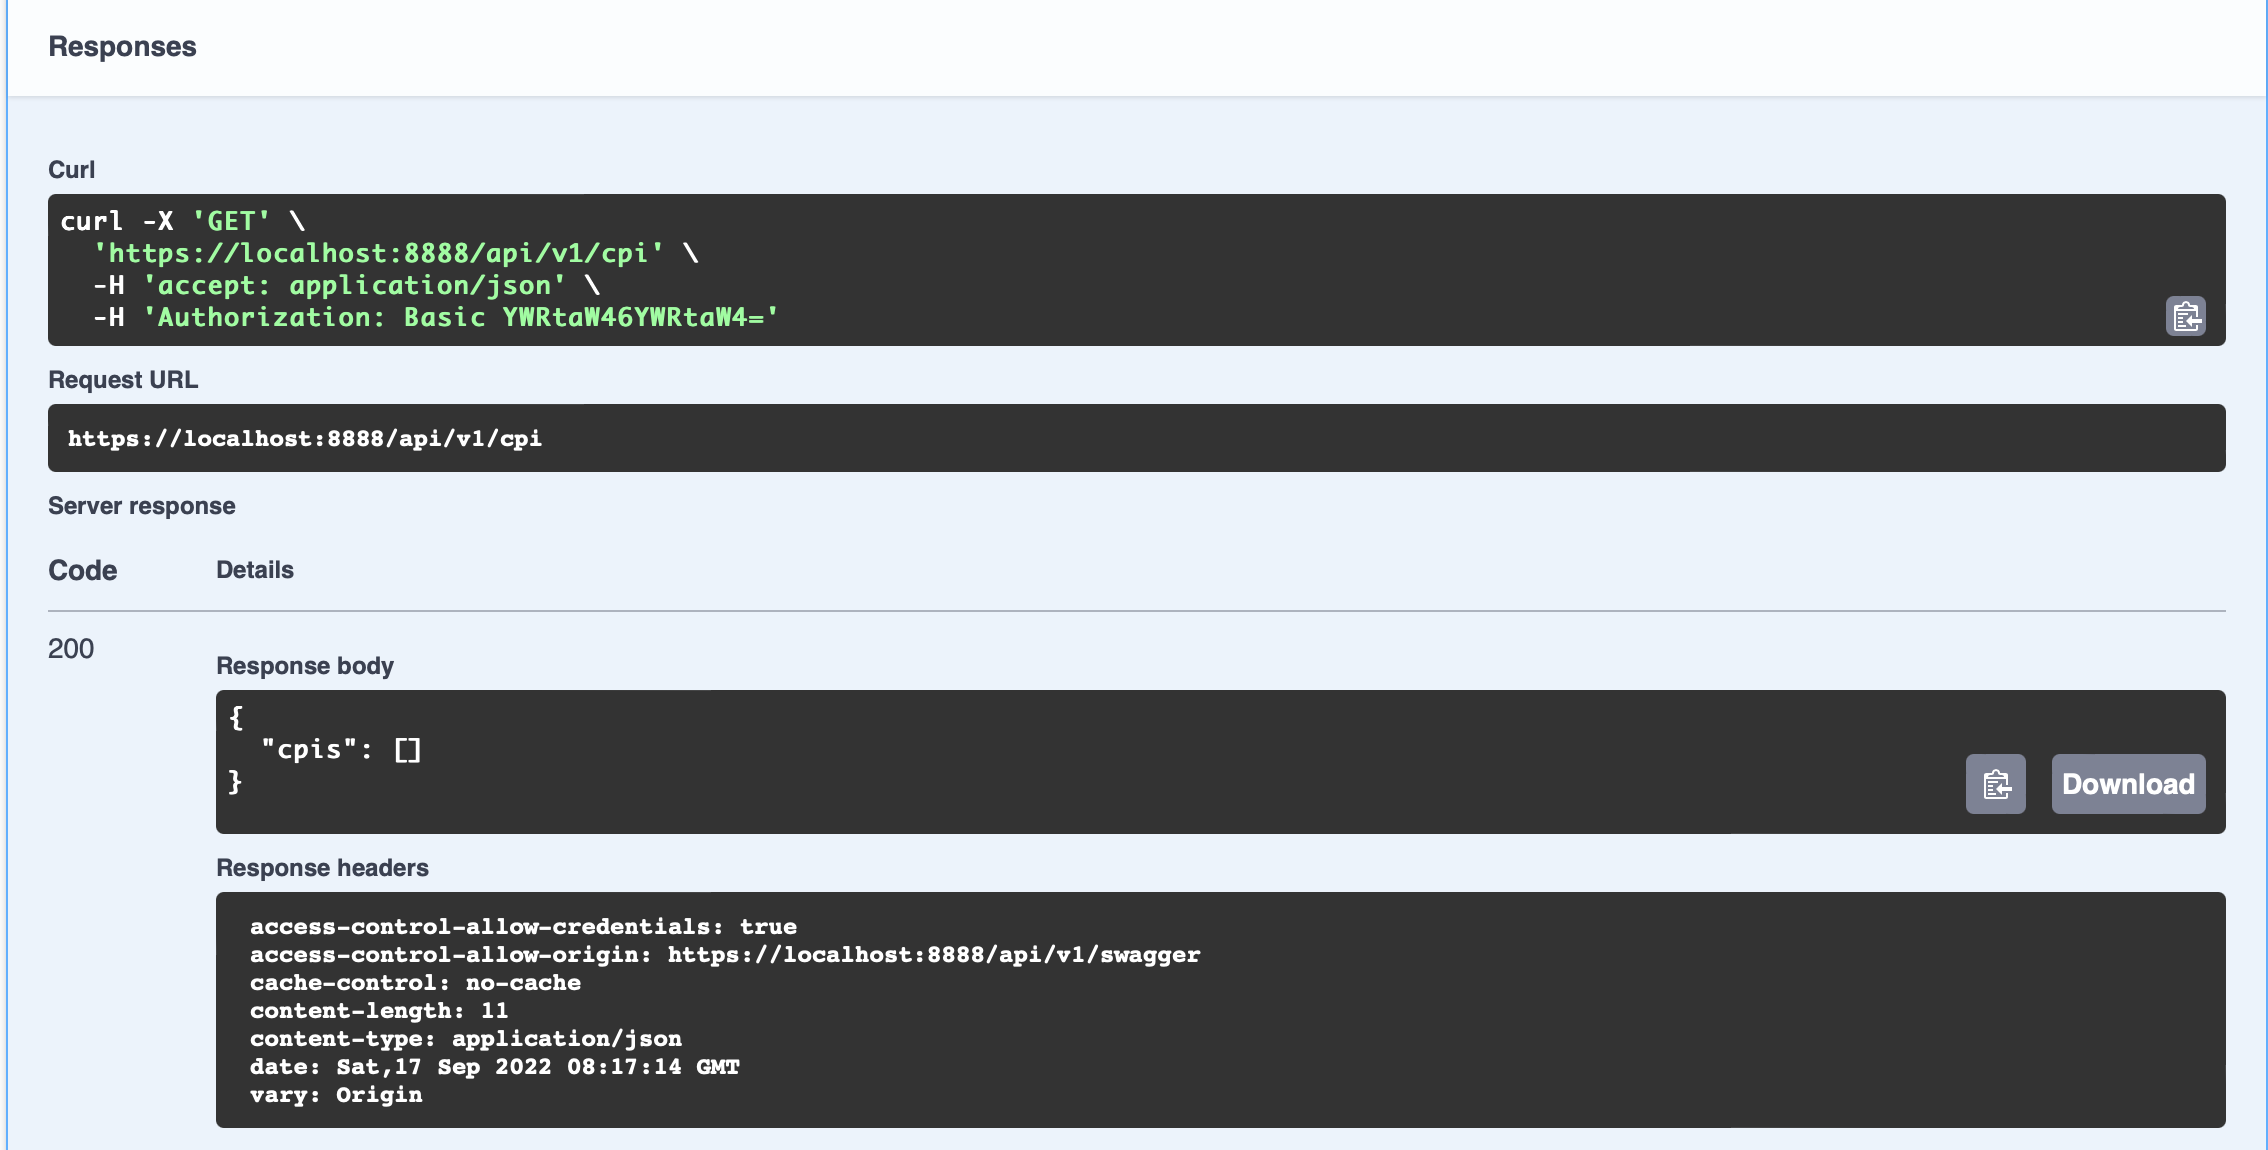 Responses
Curl
curl -X 'GET' \
'https://localhost:8888/api/v1/cpi' \
-H 'accept: application/json' \
-H 'Authorization: Basic YWRtaW46YWRtaW4='
Request URL
https://localhost:8888/api/v1/cpi
Server response
Code Details
200
Response body
{
"cpis": []
}
Download
Response headers
access-control-allow-credentials: true
access-control-allow-origin: https://localhost:8888/api/v1/swagger
cache-control: no-cache
content-length: 11
content-type: application/json
date: Sat,17 Sep 2022 08:17:14 GMT
vary: Origin